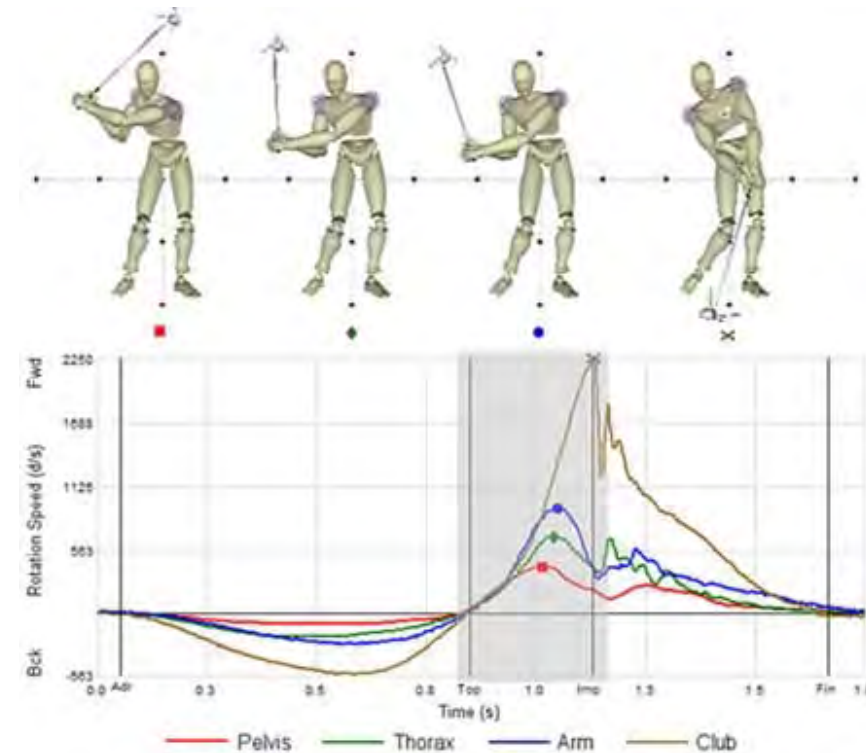 2250
1688
1126
563
-563
Fwd
Rotation Speed (d/s)
Bck
0.0 Adr 0.3 0.5 0.8 Top 1.0 Imp 1.3 1.5 Fin
Time (s)
Pelvis Thorax Arm Club